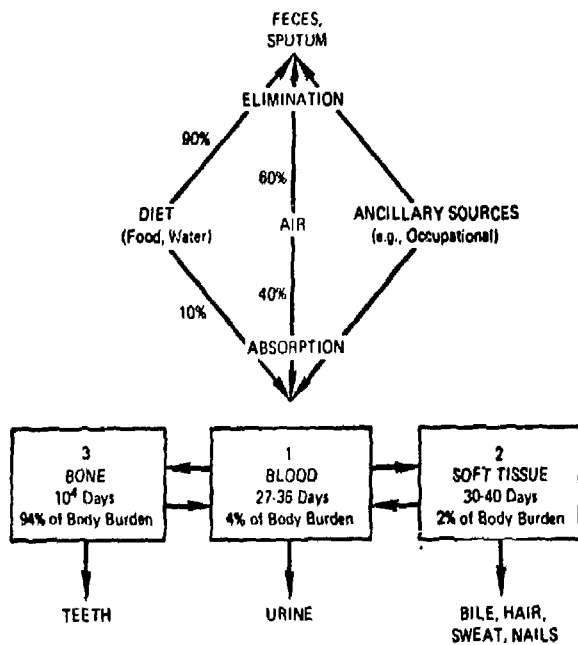 FECES,
SPUTUM
ELIMINATION
90%
60%
DIET
(Food, Water)
AIR
ANCILLARY SOURCES
(e.g., Occupational)
40%
10%
ABSORPTION
3
BONE
10⁴ Days
94% of Body Burden
1
BLOOD
27-36 Days
4% of Body Burden
2
SOFT TISSUE
30-40 Days
2% of Body Burden
TEETH
URINE
BILE, HAIR,
SWEAT, NAILS